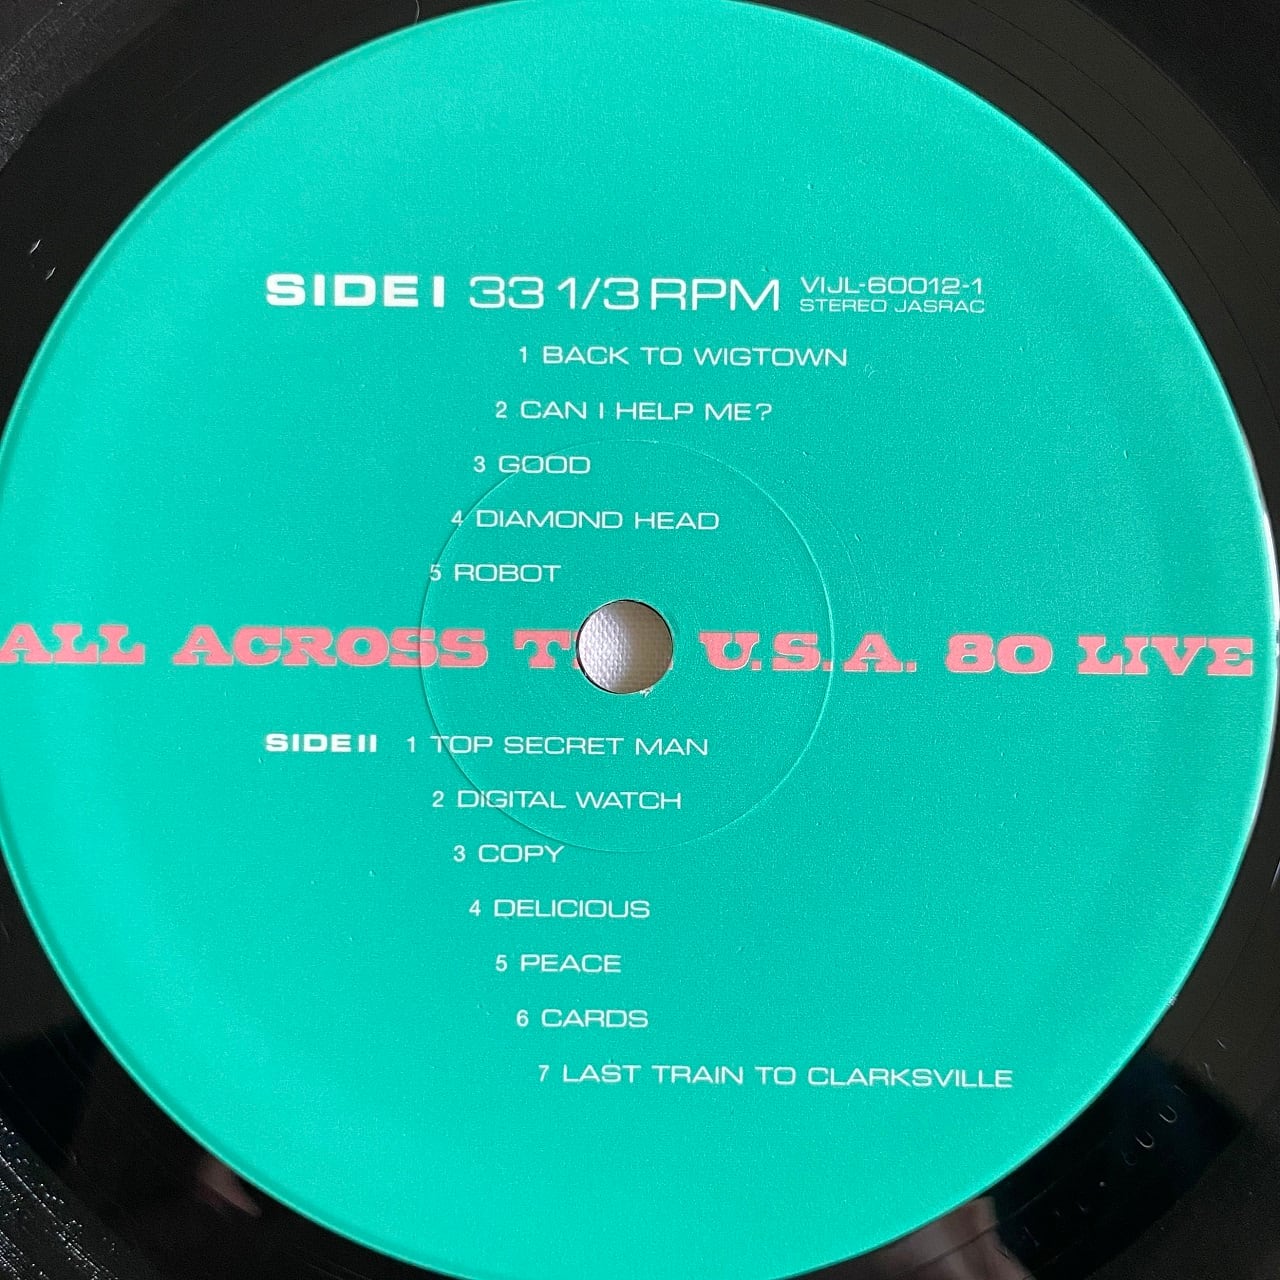 SIDE I 33 1/3 RPM VIJL-60012-1
STEREO JASRAC
1 BACK TO WIGTOWN
2 CAN I HELP ME?
3 GOOD
4 DIAMOND HEAD
5 ROBOT
ALL ACROSS U.S.A. 80 LIVE
SIDE II 1 TOP SECRET MAN
2 DIGITAL WATCH
3 COPY
4 DELICIOUS
5 PEACE
6 CARDS
7 LAST TRAIN TO CLARKSVILLE